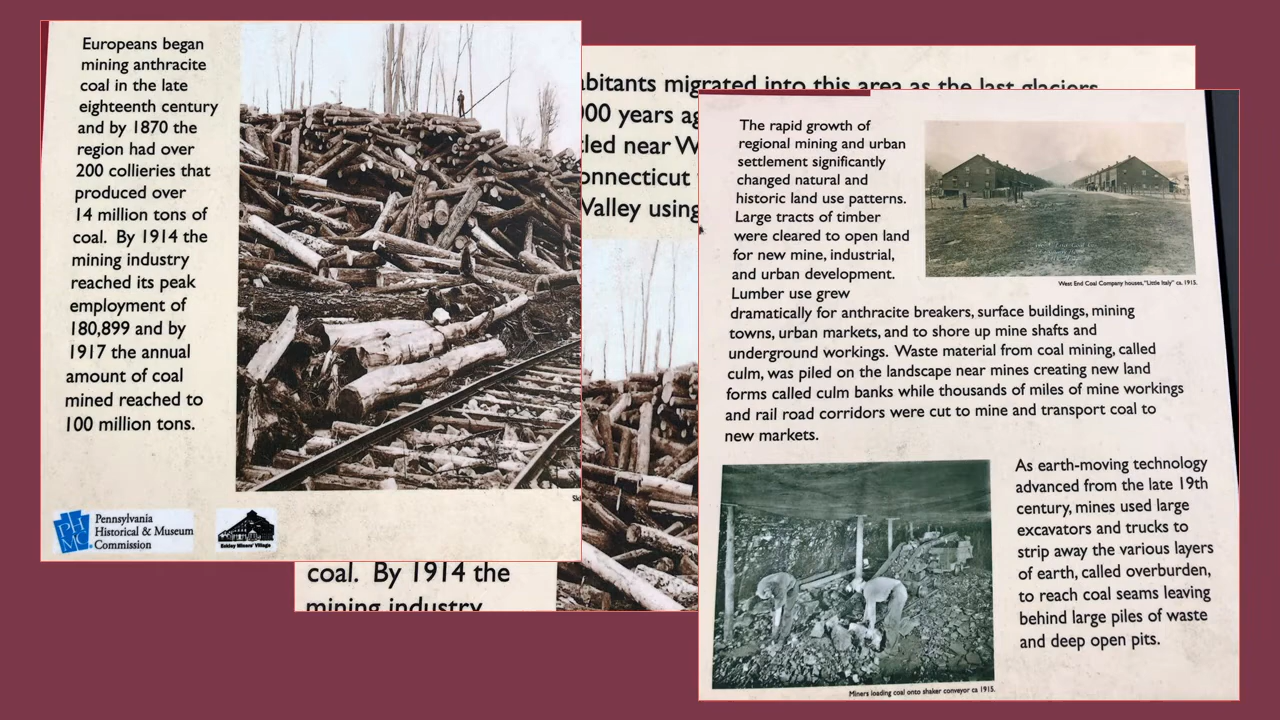 Europeans began
mining anthracite
coal in the late
eighteenth century
and by 1870 the
region had over
200 collieries that
produced over
14 million tons of
coal. By 1914 the
mining industry
reached its peak
employment of
180,899 and by
1917 the annual
amount of coal
mined reached to
100 million tons.
Pennsylvania
Historical & Museum
Commission
PHMC
Eckley Miners' Village
migrated into this area as the last glaciers
years
near
coal. By 1914 the
mining industry
The rapid growth of
regional mining and urban
settlement significantly
changed natural and
historic land use patterns.
Large tracts of timber
were cleared to open land
for new mine, industrial,
and urban development.
Lumber use grew
dramatically for anthracite breakers, surface buildings, mining
towns, urban markets, and to shore up mine shafts and
underground workings. Waste material from coal mining, called
culm, was piled on the landscape near mines creating new land
forms called culm banks while thousands of miles of mine workings
and rail road corridors were cut to mine and transport coal to
new markets.
West End Coal Company houses, "Little Italy" ca. 1915.
As earth-moving technology
advanced from the late 19th
century, mines used large
excavators and trucks to
strip away the various layers
of earth, called overburden,
to reach coal seams leaving
behind large piles of waste
and deep open pits.
Miners loading coal onto shaker conveyor ca 1915.